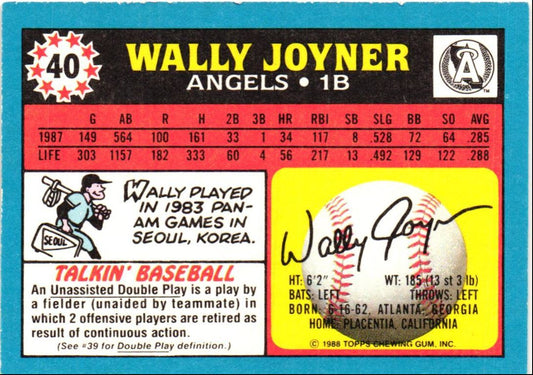 40
WALLY JOYNER
ANGELS • 1B
A
TM
G AB R H 2B 3B HR RBI SB SLG BB SO AVG
1987 149 564 100 161 33 1 34 117 8 .528 72 64 .285
LIFE 303 1157 182 333 60 4 56 217 13 .492 129 122 .288
SEOUL
WALLY PLAYED
IN 1983 PAN-
AM GAMES IN
SEOUL, KOREA.
TALKIN' BASEBALL
An Unassisted Double Play is a play by
a fielder (unaided by teammate) in
which 2 offensive players are retired as
result of continuous action.
(See #39 for Double Play definition.)
Wally Joyner
HT: 6'2" WT: 185 (13 st 3 lb)
BATS: LEFT THROWS: LEFT
BORN: 6-16-62, ATLANTA, GEORGIA
HOME: PLACENTIA, CALIFORNIA
© 1988 TOPPS CHEWING GUM, INC.